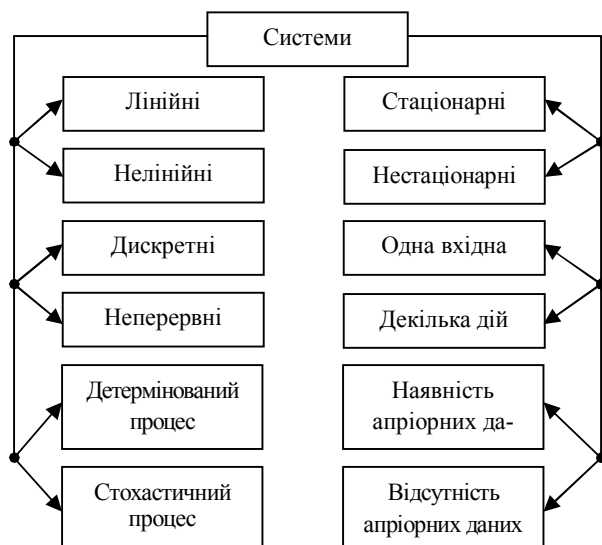 Системи
Лінійні
Стаціонарні
Нелінійні
Нестаціонарні
Дискретні
Одна вхідна
Неперервні
Декілька дій
Детермінований
процес
Наявність
апріорних да-
Стохастичний
процес
Відсутність
апріорних даних